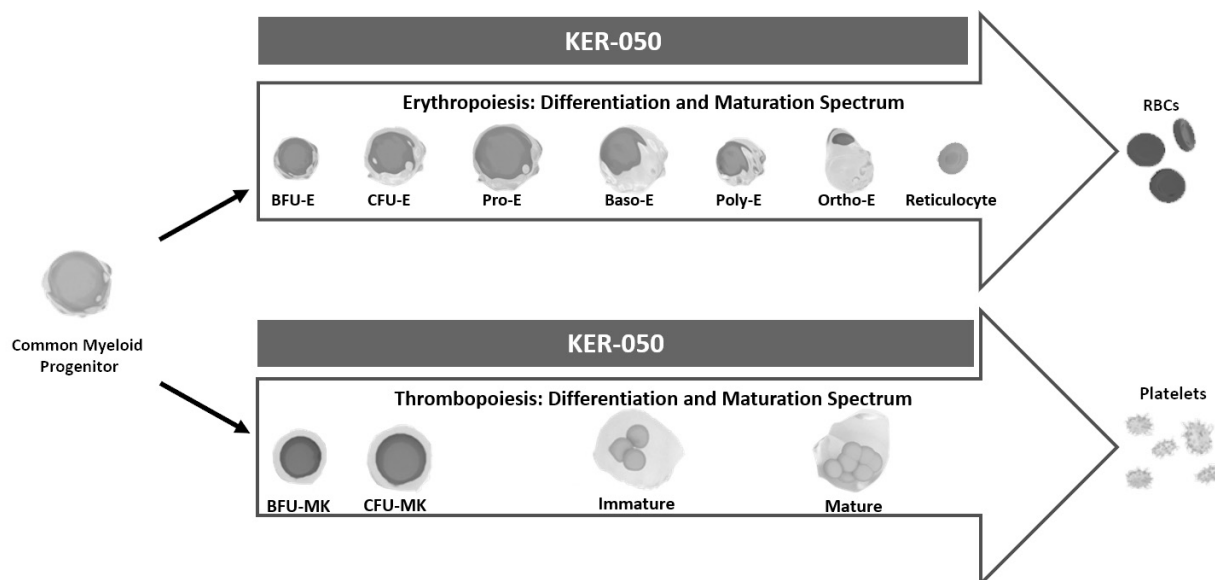 KER-050
Erythropoiesis: Differentiation and Maturation Spectrum
BFU-E
CFU-E
Pro-E
Baso-E
Poly-E
Ortho-E
Reticulocyte
RBCs
Common Myeloid
Progenitor
KER-050
Thrombopoiesis: Differentiation and Maturation Spectrum
BFU-MK
CFU-MK
Immature
Mature
Platelets